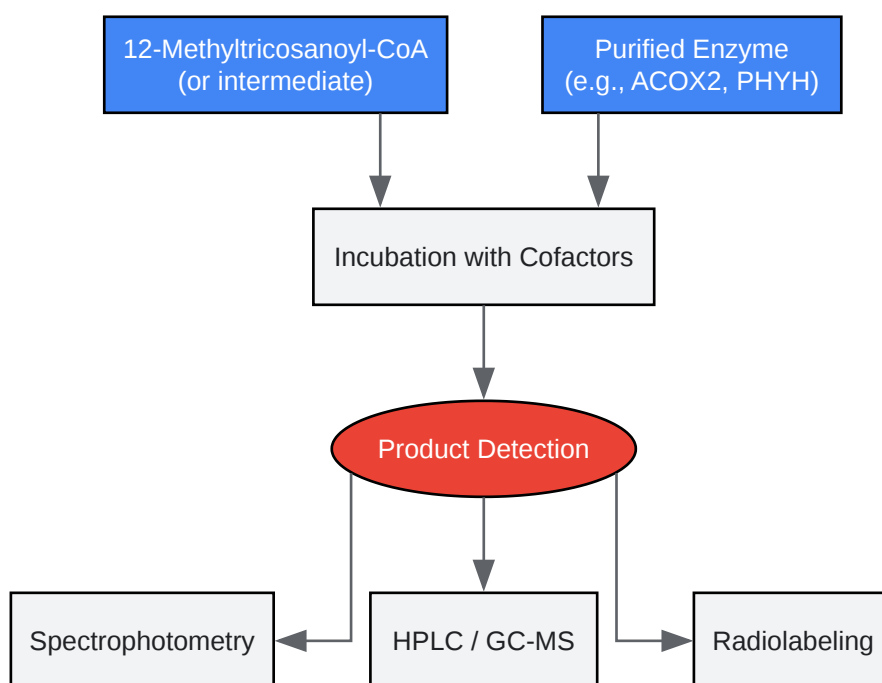 12-Methyltricosanoyl-CoA
(or intermediate)
Purified Enzyme
(e.g., ACOX2, PHYH)
Incubation with Cofactors
Product Detection
Spectrophotometry
HPLC / GC-MS
Radiolabeling